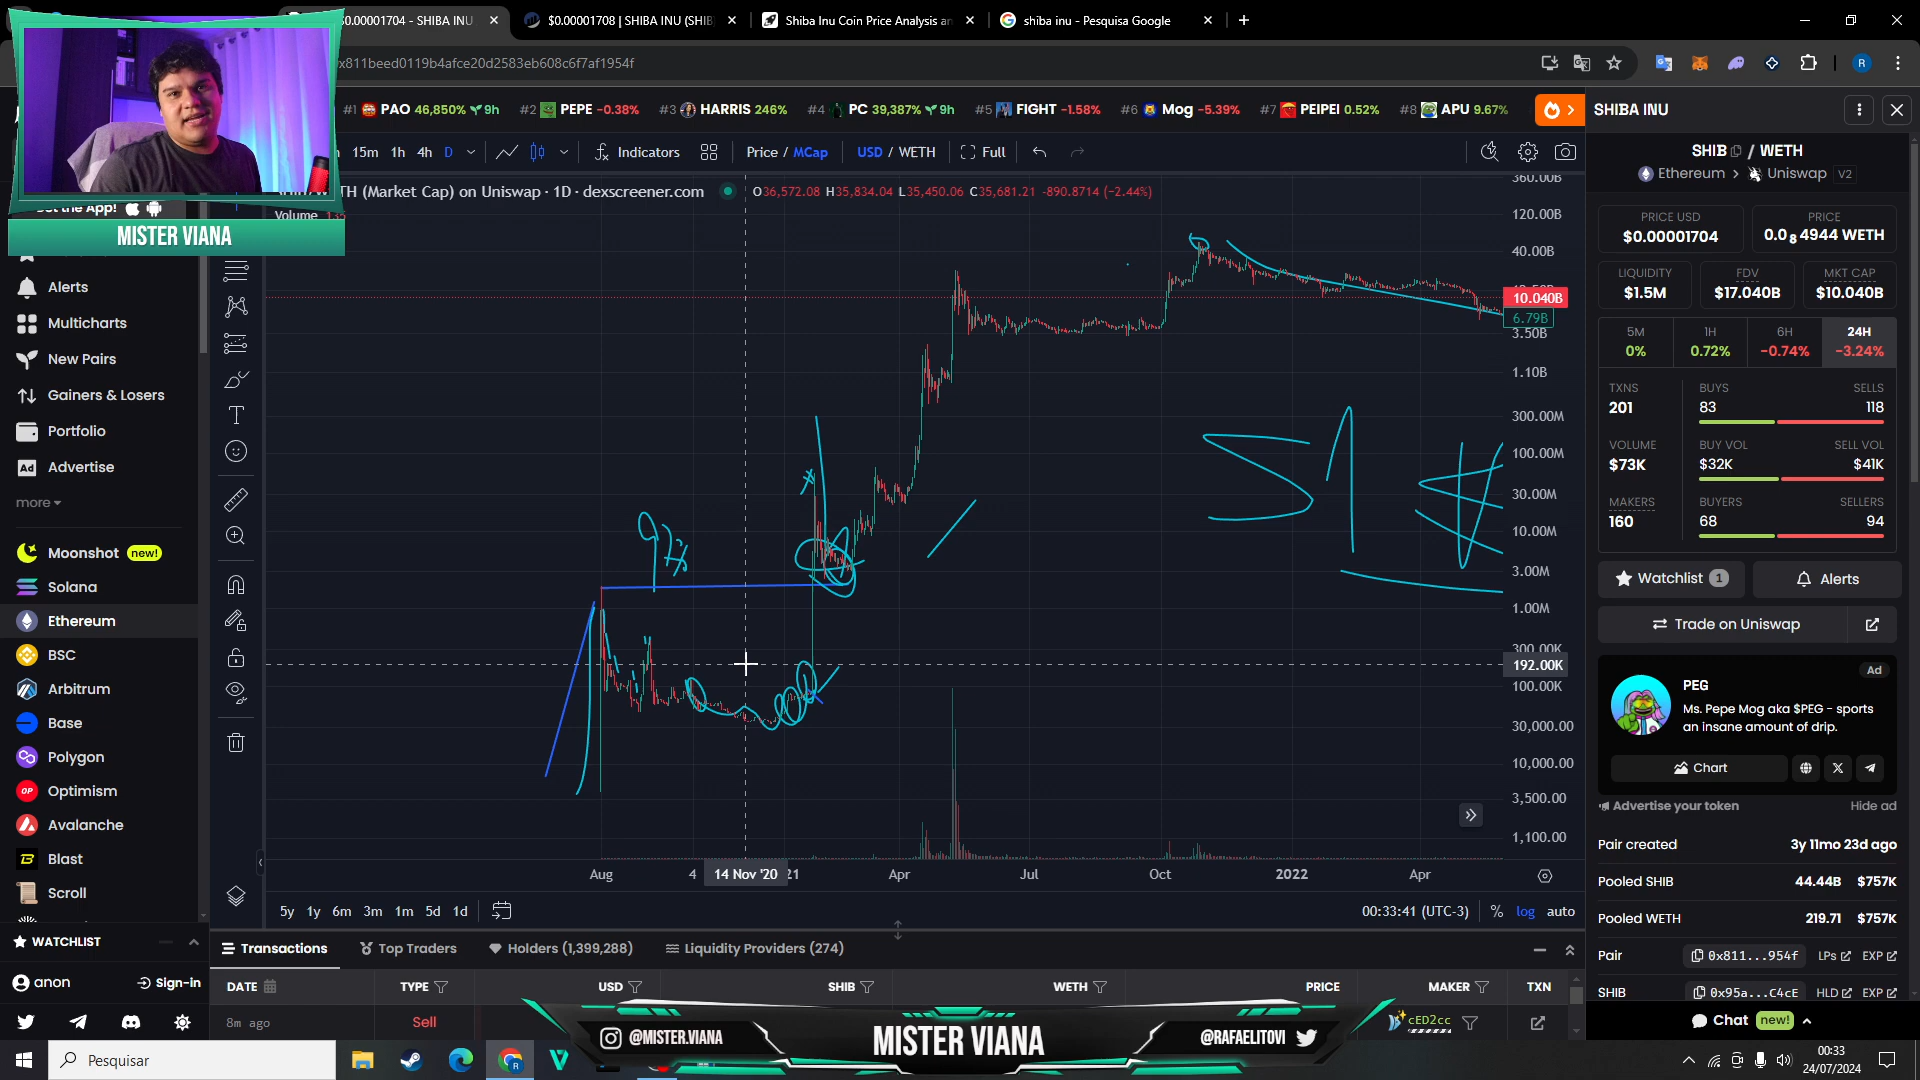 $0.00001704 - SHIBA INU
$0.00001708 | SHIBA INU (SHIB
Shiba Inu Coin Price Analysis an
shiba inu - Pesquisa Google
x811beed0119b4afce20d2583eb608c6f7af1954f
R
#1 PAO 46,850% 9h
#2 PEPE -0.38%
#3 HARRIS 246%
#4 PC 39,387% 9h
#5 FIGHT -1.58%
#6 Mog -5.39%
#7 PEIPEI 0.52%
#8 APU 9.67%
SHIBA INU
15m 1h 4h D
Indicators
Price / MCap
USD / WETH
Full
TH (Market Cap) on Uniswap · 1D · dexscreener.com
O36,572.08 H35,834.04 L35,450.06 C35,681.21 -890.8714 (-2.44%)
Volume
Get the App!
MISTER VIANA
Alerts
Multicharts
New Pairs
Gainers & Losers
Portfolio
Ad Advertise
more
Moonshot new!
Solana
Ethereum
BSC
Arbitrum
Base
Polygon
OP Optimism
Avalanche
Blast
Scroll
WATCHLIST
anon
Sign-in
360.00B
120.00B
40.00B
10.040B
6.79B
3.50B
1.10B
300.00M
100.00M
30.00M
10.00M
3.00M
1.00M
300.00K
192.00K
100.00K
30,000.00
10,000.00
3,500.00
1,100.00
Aug
4
14 Nov '20
21
Apr
Jul
Oct
2022
Apr
5y 1y 6m 3m 1m 5d 1d
00:33:41 (UTC-3)
% log auto
Transactions
Top Traders
Holders (1,399,288)
Liquidity Providers (274)
DATE
TYPE
USD
SHIB
WETH
PRICE
MAKER
TXN
8m ago
Sell
cED2cc
SHIB / WETH
Ethereum > Uniswap V2
PRICE USD
$0.00001704
PRICE
0.0₈4944 WETH
LIQUIDITY
$1.5M
FDV
$17.040B
MKT CAP
$10.040B
5M
0%
1H
0.72%
6H
-0.74%
24H
-3.24%
TXNS
201
BUYS
83
SELLS
118
VOLUME
$73K
BUY VOL
$32K
SELL VOL
$41K
MAKERS
160
BUYERS
68
SELLERS
94
Watchlist 1
Alerts
Trade on Uniswap
Ad
PEG
Ms. Pepe Mog aka $PEG - sports
an insane amount of drip.
Chart
Advertise your token
Hide ad
Pair created
3y 11mo 23d ago
Pooled SHIB
44.44B $757K
Pooled WETH
219.71 $757K
Pair
0x811...954f
LPs
EXP
SHIB
0x95a...C4cE
HLD
EXP
Chat new!
@MISTER.VIANA
MISTER VIANA
@RAFAELITOVI
Pesquisar
00:33
24/07/2024